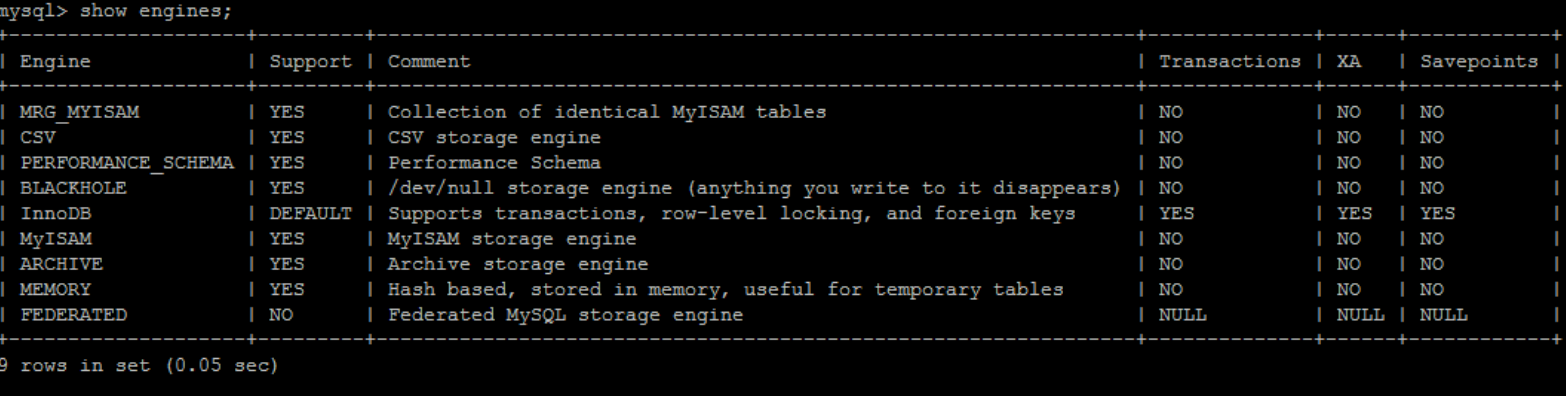 mysql> show engines;
+--------------------+---------+----------------------------------------------------------------+--------------+------+------------+
| Engine             | Support | Comment                                                        | Transactions | XA   | Savepoints |
+--------------------+---------+----------------------------------------------------------------+--------------+------+------------+
| MRG_MYISAM         | YES     | Collection of identical MyISAM tables                          | NO           | NO   | NO         |
| CSV                | YES     | CSV storage engine                                             | NO           | NO   | NO         |
| PERFORMANCE_SCHEMA | YES     | Performance Schema                                             | NO           | NO   | NO         |
| BLACKHOLE          | YES     | /dev/null storage engine (anything you write to it disappears) | NO           | NO   | NO         |
| InnoDB             | DEFAULT | Supports transactions, row-level locking, and foreign keys     | YES          | YES  | YES        |
| MyISAM             | YES     | MyISAM storage engine                                          | NO           | NO   | NO         |
| ARCHIVE            | YES     | Archive storage engine                                         | NO           | NO   | NO         |
| MEMORY             | YES     | Hash based, stored in memory, useful for temporary tables      | NO           | NO   | NO         |
| FEDERATED          | NO      | Federated MySQL storage engine                                 | NULL         | NULL | NULL       |
+--------------------+---------+----------------------------------------------------------------+--------------+------+------------+
9 rows in set (0.05 sec)